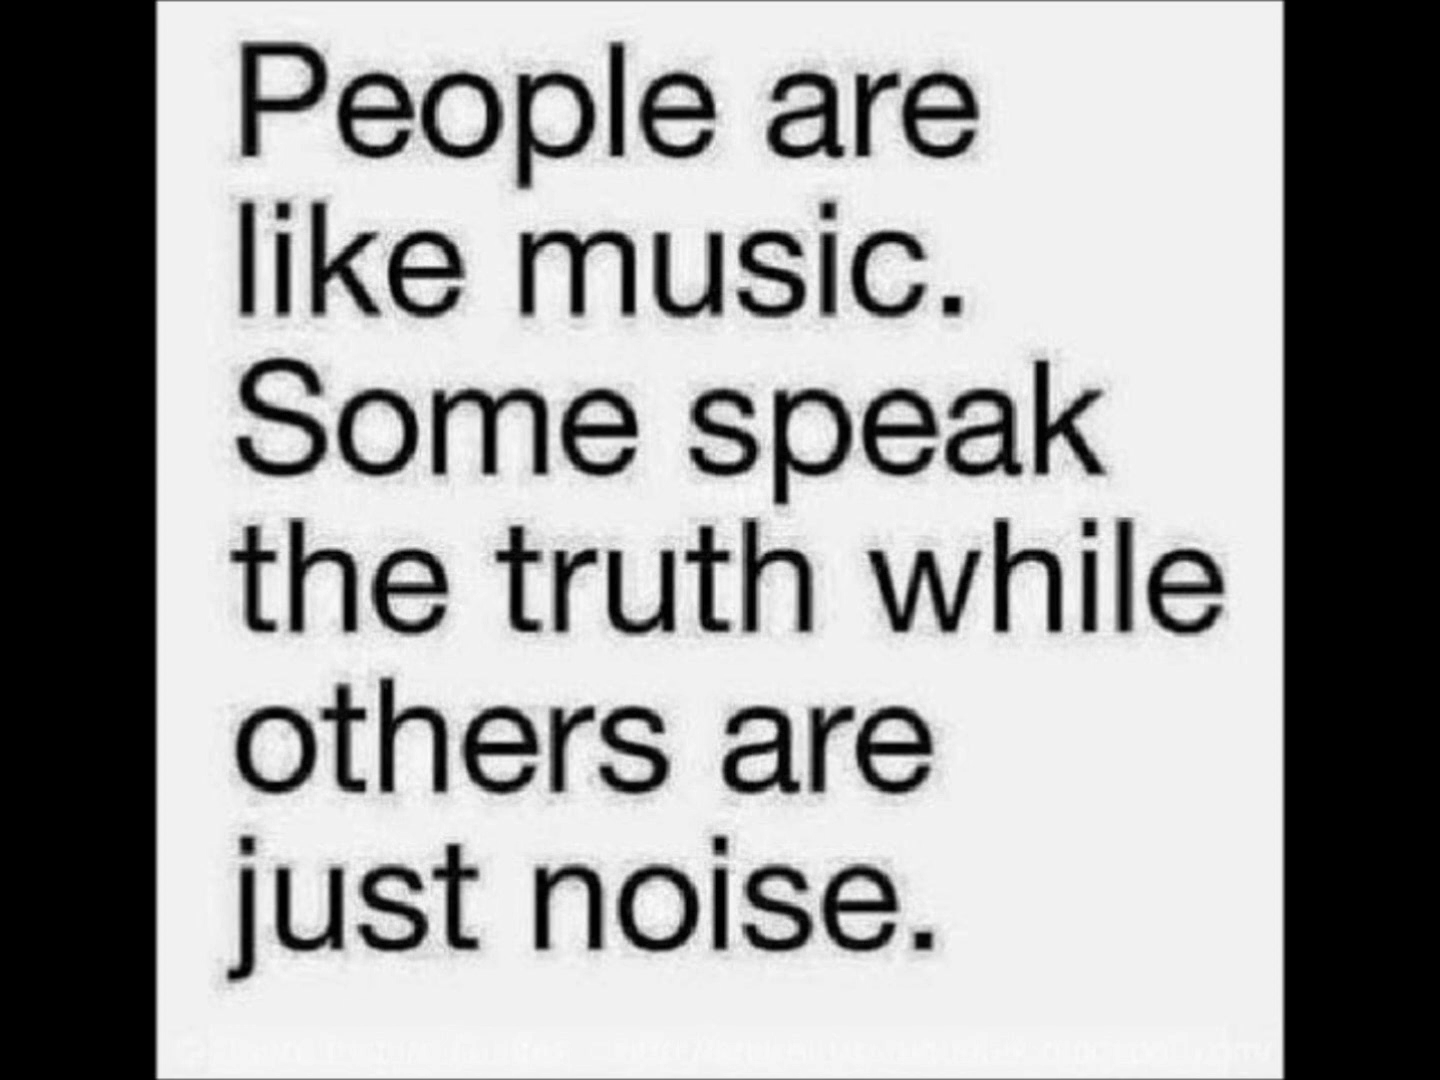 People are
like music.
Some speak
the truth while
others are
just noise.